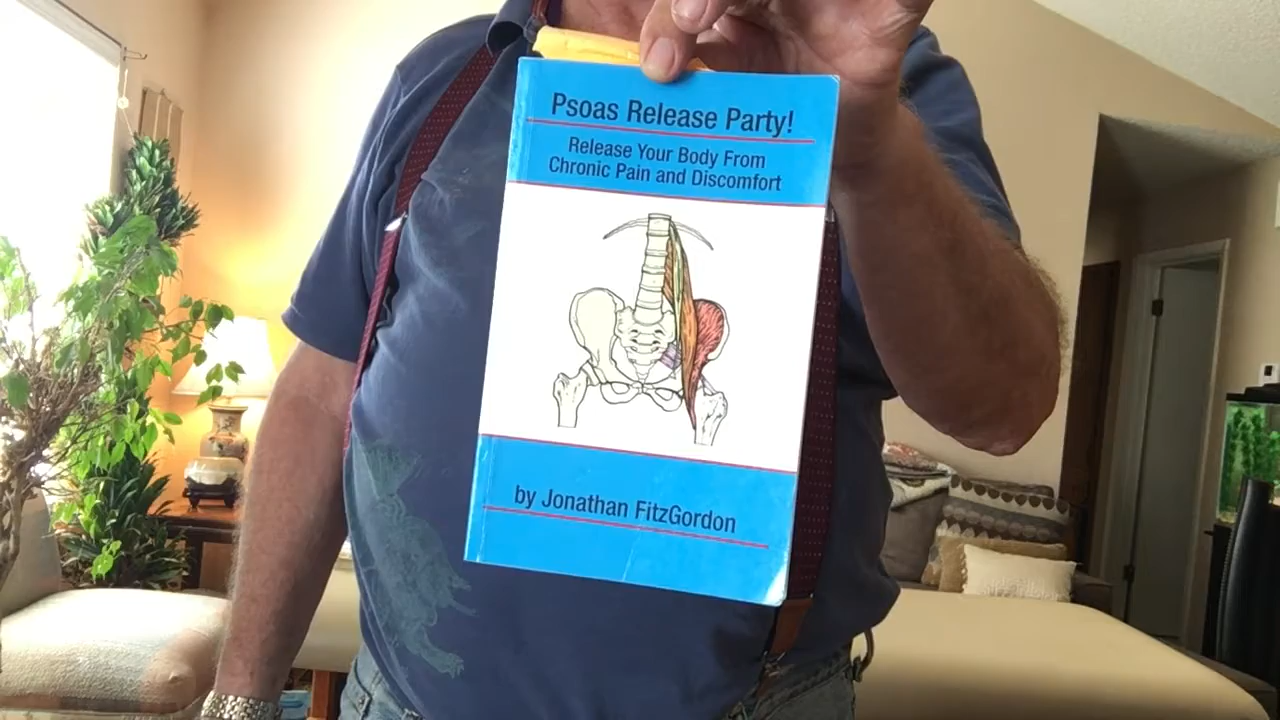 Psoas Release Party!
Release Your Body From
Chronic Pain and Discomfort
by Jonathan FitzGordon